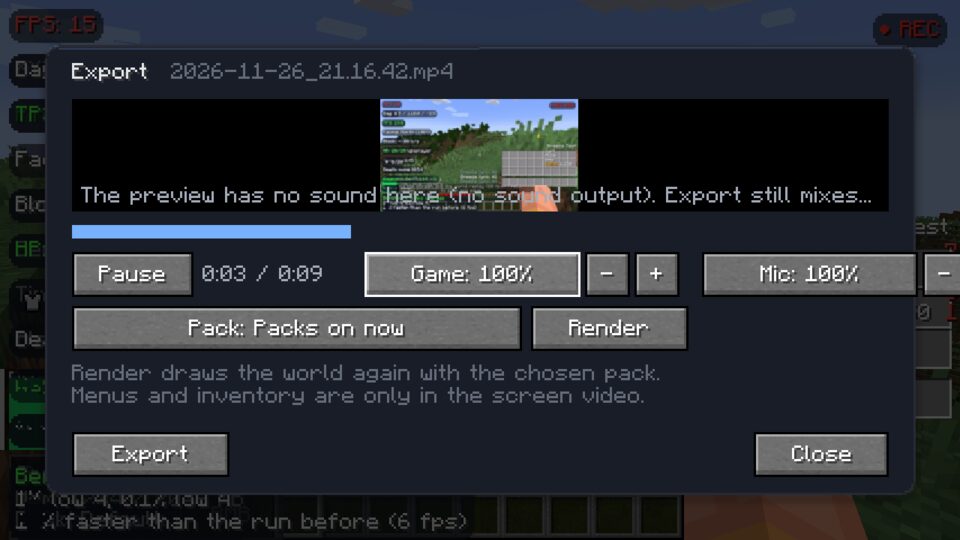 FPS: 15
● REC
Export 2026-11-26_21.16.42.mp4
The preview has no sound here (no sound output). Export still mixes...
Pause
0:03 / 0:09
Game: 100%
-
+
Mic: 100%
-
Pack: Packs on now
Render
Render draws the world again with the chosen pack.
Menus and inventory are only in the screen video.
Export
Close
faster than the run before (6 fps)